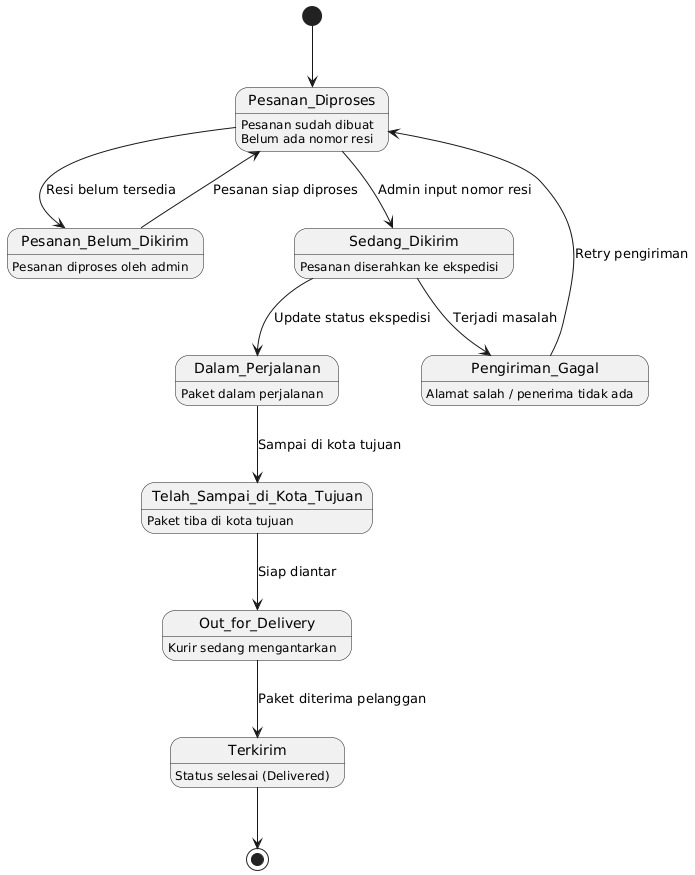 Pesanan_Diproses
Pesanan sudah dibuat
Belum ada nomor resi
Resi belum tersedia
Pesanan siap diproses
Admin input nomor resi
Pesanan_Belum_Dikirim
Pesanan diproses oleh admin
Sedang_Dikirim
Pesanan diserahkan ke ekspedisi
Retry pengiriman
Update status ekspedisi
Terjadi masalah
Dalam_Perjalanan
Paket dalam perjalanan
Pengiriman_Gagal
Alamat salah / penerima tidak ada
Sampai di kota tujuan
Telah_Sampai_di_Kota_Tujuan
Paket tiba di kota tujuan
Siap diantar
Out_for_Delivery
Kurir sedang mengantarkan
Paket diterima pelanggan
Terkirim
Status selesai (Delivered)